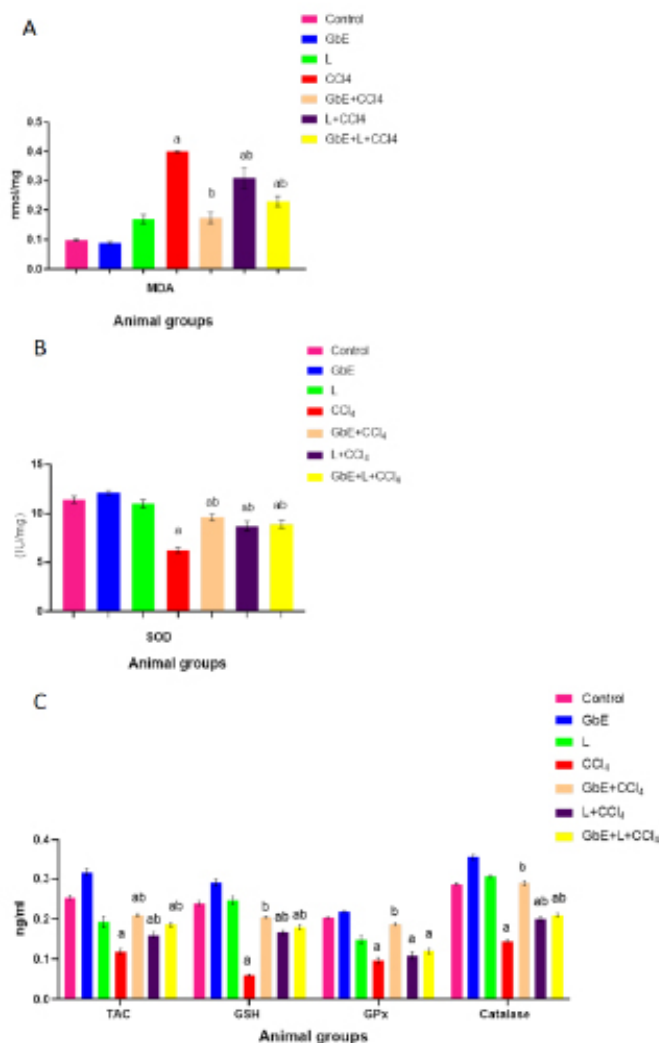 A
Control
GbE
L
CCl4
GbE+CCl4
L+CCl4
GbE+L+CCl4
0.5
0.4
0.3
0.2
0.1
0.0
nmol/mg
a
b
ab
ab
MDA
Animal groups
B
Control
GbE
L
CCl₄
GbE+CCl₄
L+CCl₄
GbE+L+CCl₄
15
10
5
0
(IU/mg)
a
ab
ab
ab
SOD
Animal groups
C
Control
GbE
L
CCl₄
GbE+CCl₄
L+CCl₄
GbE+L+CCl₄
0.4
0.3
0.2
0.1
0.0
ng/ml
a
ab
ab
ab
a
b
ab
ab
a
b
a
a
a
b
ab
ab
TAC
GSH
GPx
Catalase
Animal groups